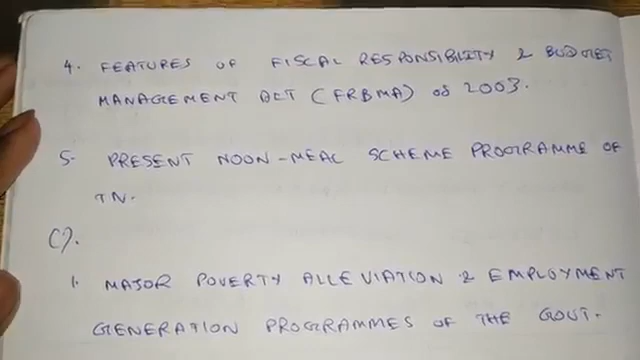 4. FEATURES OF FISCAL RESPONSIBILITY & BUDGET
MANAGEMENT ACT (FRBMA) of 2003.
5. PRESENT NOON-MEAL SCHEME PROGRAMME OF
TN.
C).
1. MAJOR POVERTY ALLEVIATION & EMPLOYMENT
GENERATION PROGRAMMES OF THE GOVT.